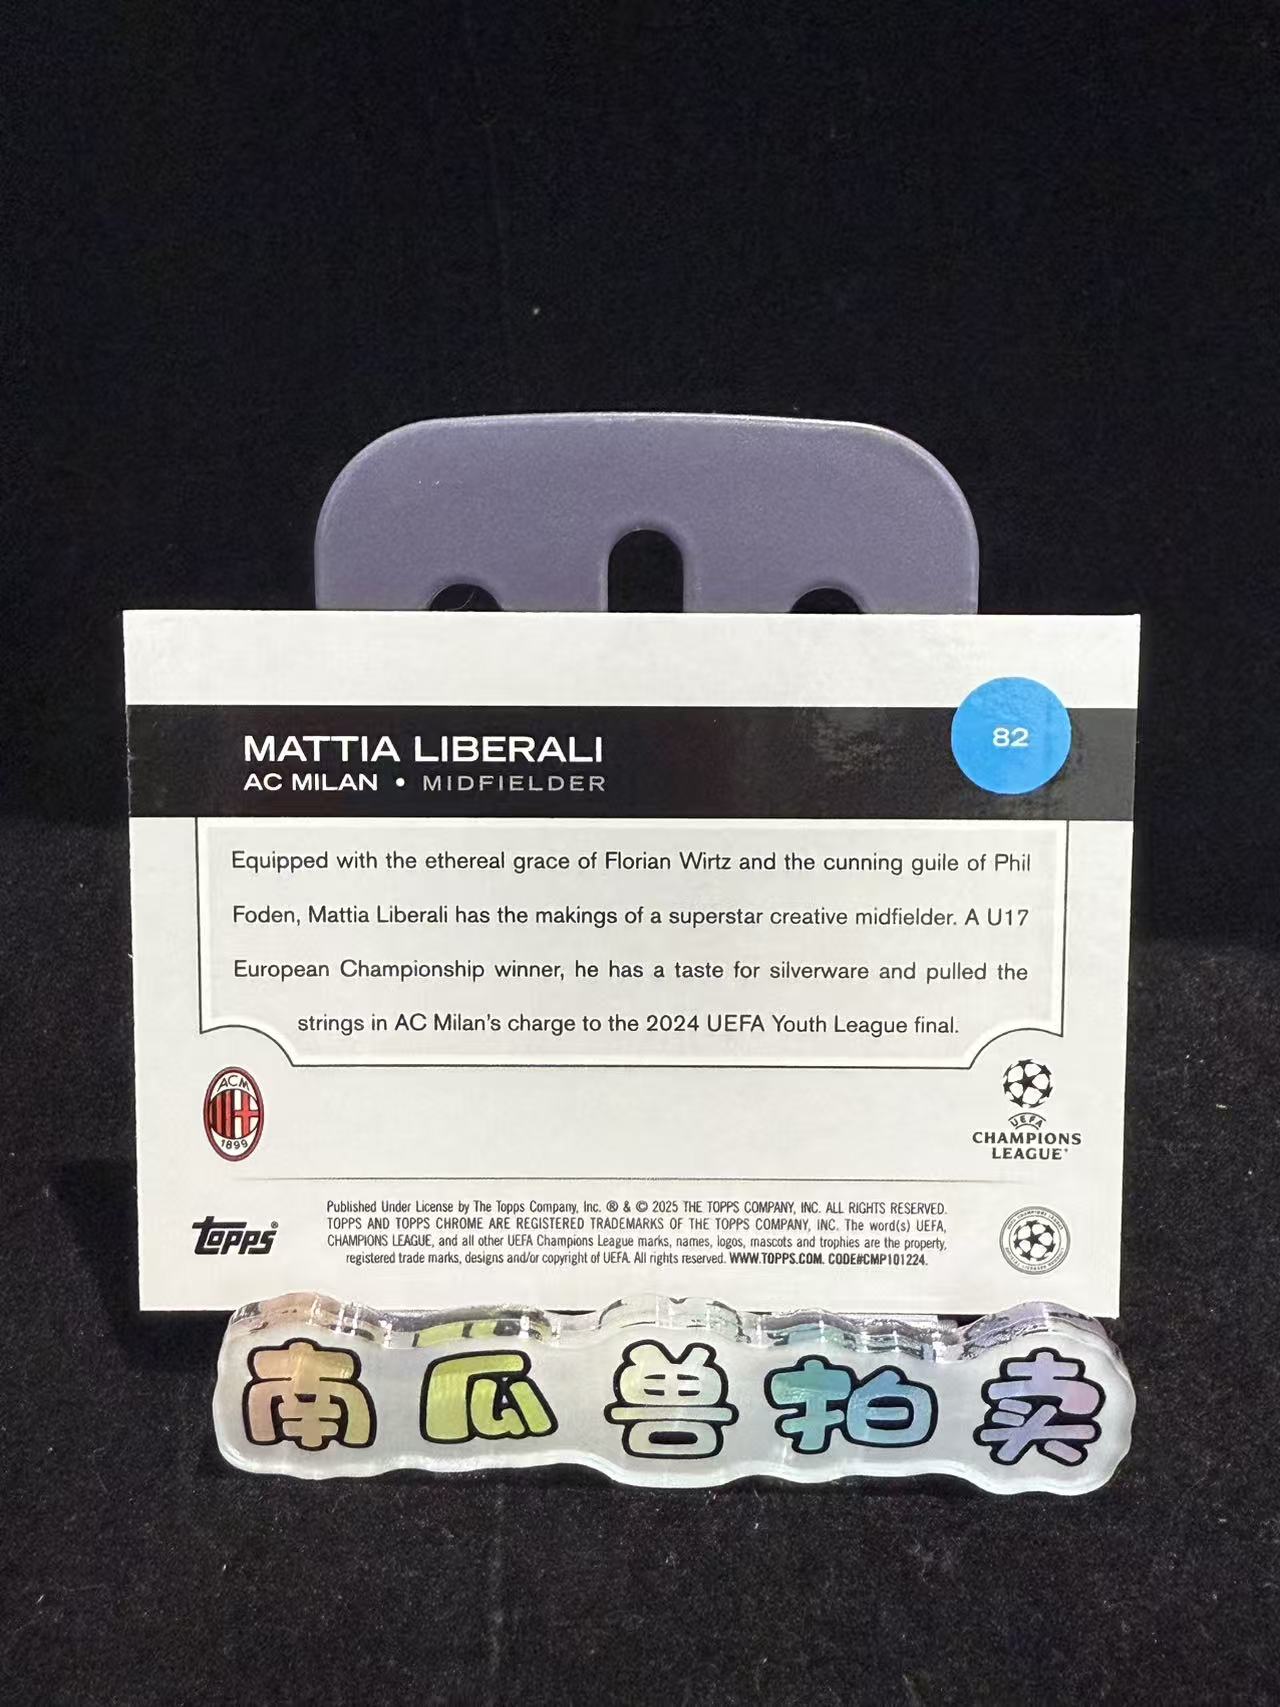 82
MATTIA LIBERALI
AC MILAN • MIDFIELDER
Equipped with the ethereal grace of Florian Wirtz and the cunning guile of Phil
Foden, Mattia Liberali has the makings of a superstar creative midfielder. A U17
European Championship winner, he has a taste for silverware and pulled the
strings in AC Milan's charge to the 2024 UEFA Youth League final.
ACM
1899
UEFA
CHAMPIONS
LEAGUE
Topps®
Published Under License by The Topps Company, Inc. ® & © 2025 THE TOPPS COMPANY, INC. ALL RIGHTS RESERVED.
TOPPS AND TOPPS CHROME ARE REGISTERED TRADEMARKS OF THE TOPPS COMPANY, INC. The word(s) UEFA,
CHAMPIONS LEAGUE, and all other UEFA Champions League marks, names, logos, mascots and trophies are the property,
registered trade marks, designs and/or copyright of UEFA. All rights reserved. WWW.TOPPS.COM. CODE#CMP101224.
南瓜兽拍卖